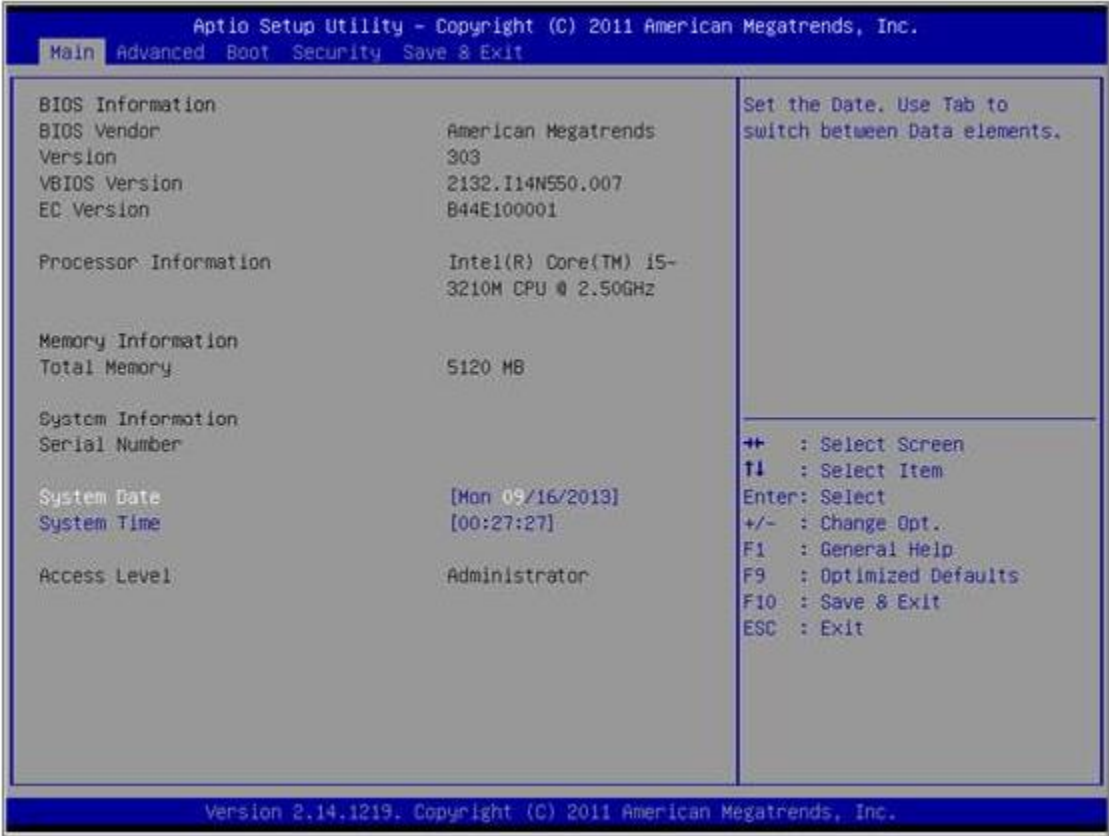 Aptio Setup Utility – Copyright (C) 2011 American Megatrends, Inc.
Main Advanced Boot Security Save & Exit
BIOS Information
BIOS Vendor American Megatrends
Version 303
VBIOS Version 2132.I14N550.007
EC Version B44E100001
Processor Information Intel(R) Core(TM) i5-
3210M CPU @ 2.50GHz
Memory Information
Total Memory 5120 MB
System Information
Serial Number
System Date [Mon 09/16/2013]
System Time [00:27:27]
Access Level Administrator
Set the Date. Use Tab to
switch between Data elements.
→← : Select Screen
↑↓ : Select Item
Enter: Select
+/- : Change Opt.
F1 : General Help
F9 : Optimized Defaults
F10 : Save & Exit
ESC : Exit
Version 2.14.1219. Copyright (C) 2011 American Megatrends, Inc.